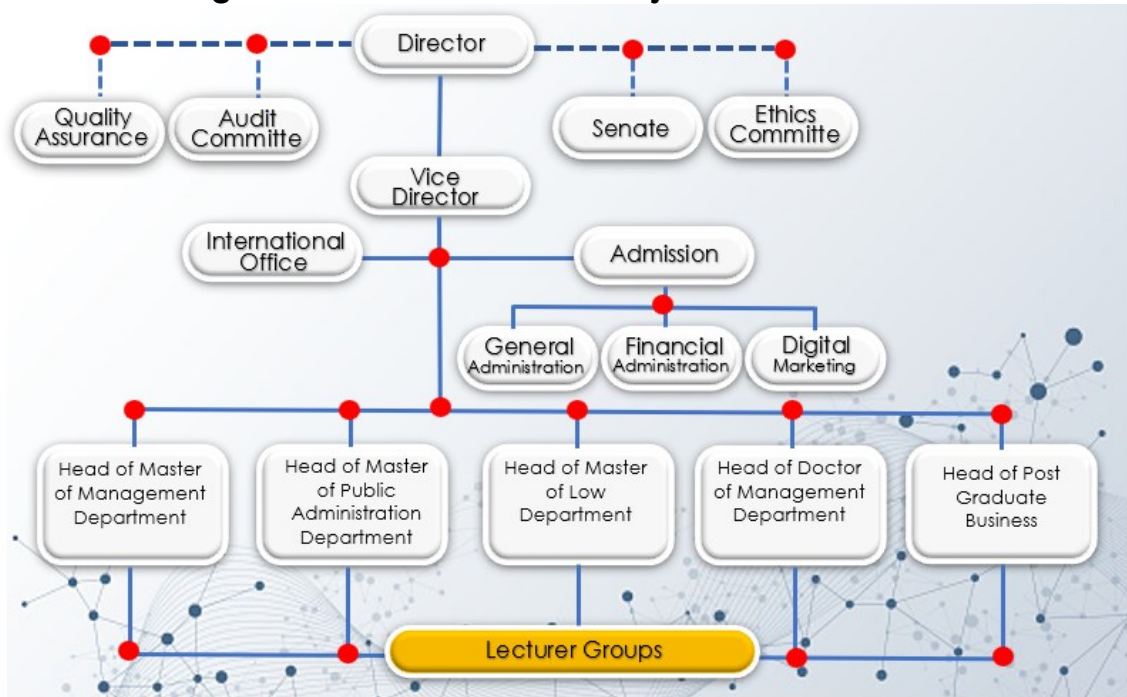 Director
Quality
Assurance
Audit
Committe
Senate
Ethics
Committe
Vice
Director
International
Office
Admission
General
Administration
Financial
Administration
Digital
Marketing
Head of Master
of Management
Department
Head of Master
of Public
Administration
Department
Head of Master
of Low
Department
Head of Doctor
of Management
Department
Head of Post
Graduate
Business
Lecturer Groups